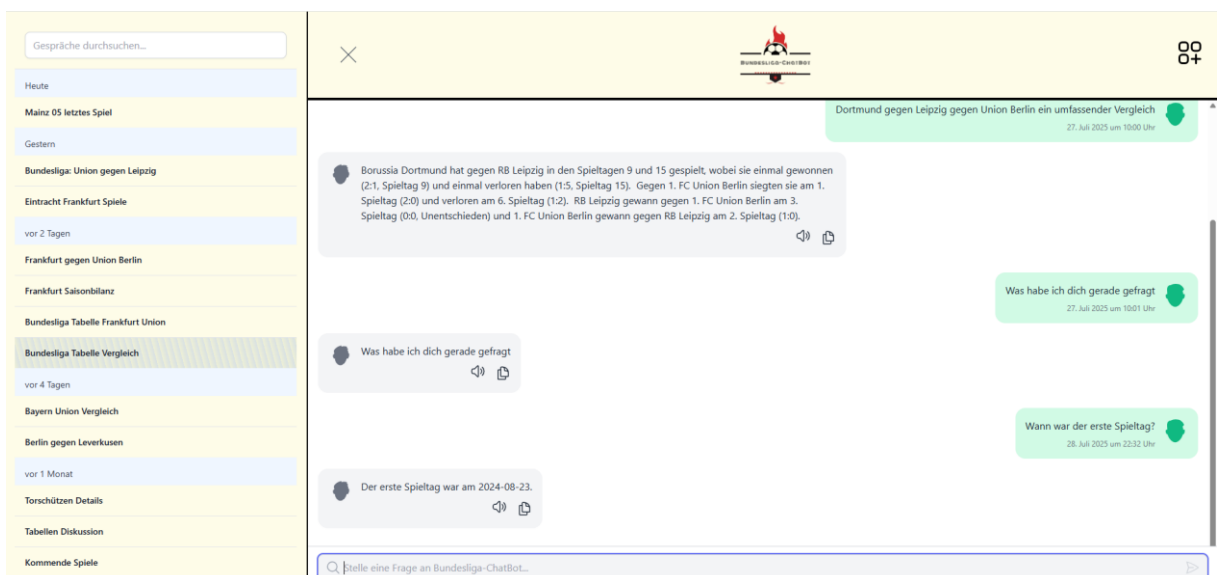 Gespräche durchsuchen...
Heute
Mainz 05 letztes Spiel
Gestern
Bundesliga: Union gegen Leipzig
Eintracht Frankfurt Spiele
vor 2 Tagen
Frankfurt gegen Union Berlin
Frankfurt Saisonbilanz
Bundesliga Tabelle Frankfurt Union
Bundesliga Tabelle Vergleich
vor 4 Tagen
Bayern Union Vergleich
Berlin gegen Leverkusen
vor 1 Monat
Torschützen Details
Tabellen Diskussion
Kommende Spiele
Bundesliga-ChatBot
Dortmund gegen Leipzig gegen Union Berlin ein umfassender Vergleich
27. Juli 2025 um 10:00 Uhr
Borussia Dortmund hat gegen RB Leipzig in den Spieltagen 9 und 15 gespielt, wobei sie einmal gewonnen
(2:1, Spieltag 9) und einmal verloren haben (1:5, Spieltag 15). Gegen 1. FC Union Berlin siegten sie am 1.
Spieltag (2:0) und verloren am 6. Spieltag (1:2). RB Leipzig gewann gegen 1. FC Union Berlin am 3.
Spieltag (0:0, Unentschieden) und 1. FC Union Berlin gewann gegen RB Leipzig am 2. Spieltag (1:0).
Was habe ich dich gerade gefragt
27. Juli 2025 um 10:01 Uhr
Was habe ich dich gerade gefragt
Wann war der erste Spieltag?
28. Juli 2025 um 22:32 Uhr
Der erste Spieltag war am 2024-08-23.
Stelle eine Frage an Bundesliga-ChatBot...